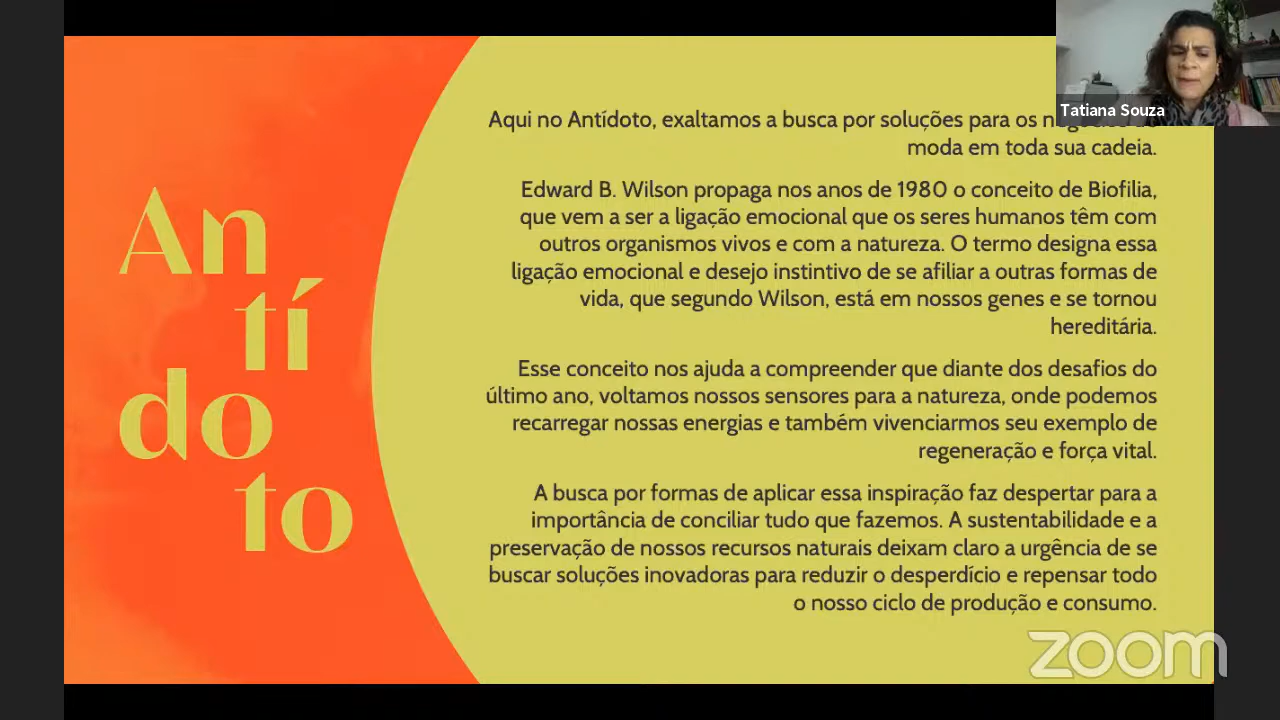 An
tí
do
to
Aqui no Antídoto, exaltamos a busca por soluções para os
moda em toda sua cadeia.
Edward B. Wilson propaga nos anos de 1980 o conceito de Biofilia,
que vem a ser a ligação emocional que os seres humanos têm com
outros organismos vivos e com a natureza. O termo designa essa
ligação emocional e desejo instintivo de se afiliar a outras formas de
vida, que segundo Wilson, está em nossos genes e se tornou
hereditária.
Esse conceito nos ajuda a compreender que diante dos desafios do
último ano, voltamos nossos sensores para a natureza, onde podemos
recarregar nossas energias e também vivenciarmos seu exemplo de
regeneração e força vital.
A busca por formas de aplicar essa inspiração faz despertar para a
importância de conciliar tudo que fazemos. A sustentabilidade e a
preservação de nossos recursos naturais deixam claro a urgência de se
buscar soluções inovadoras para reduzir o desperdício e repensar todo
o nosso ciclo de produção e consumo.
Tatiana Souza
zoom